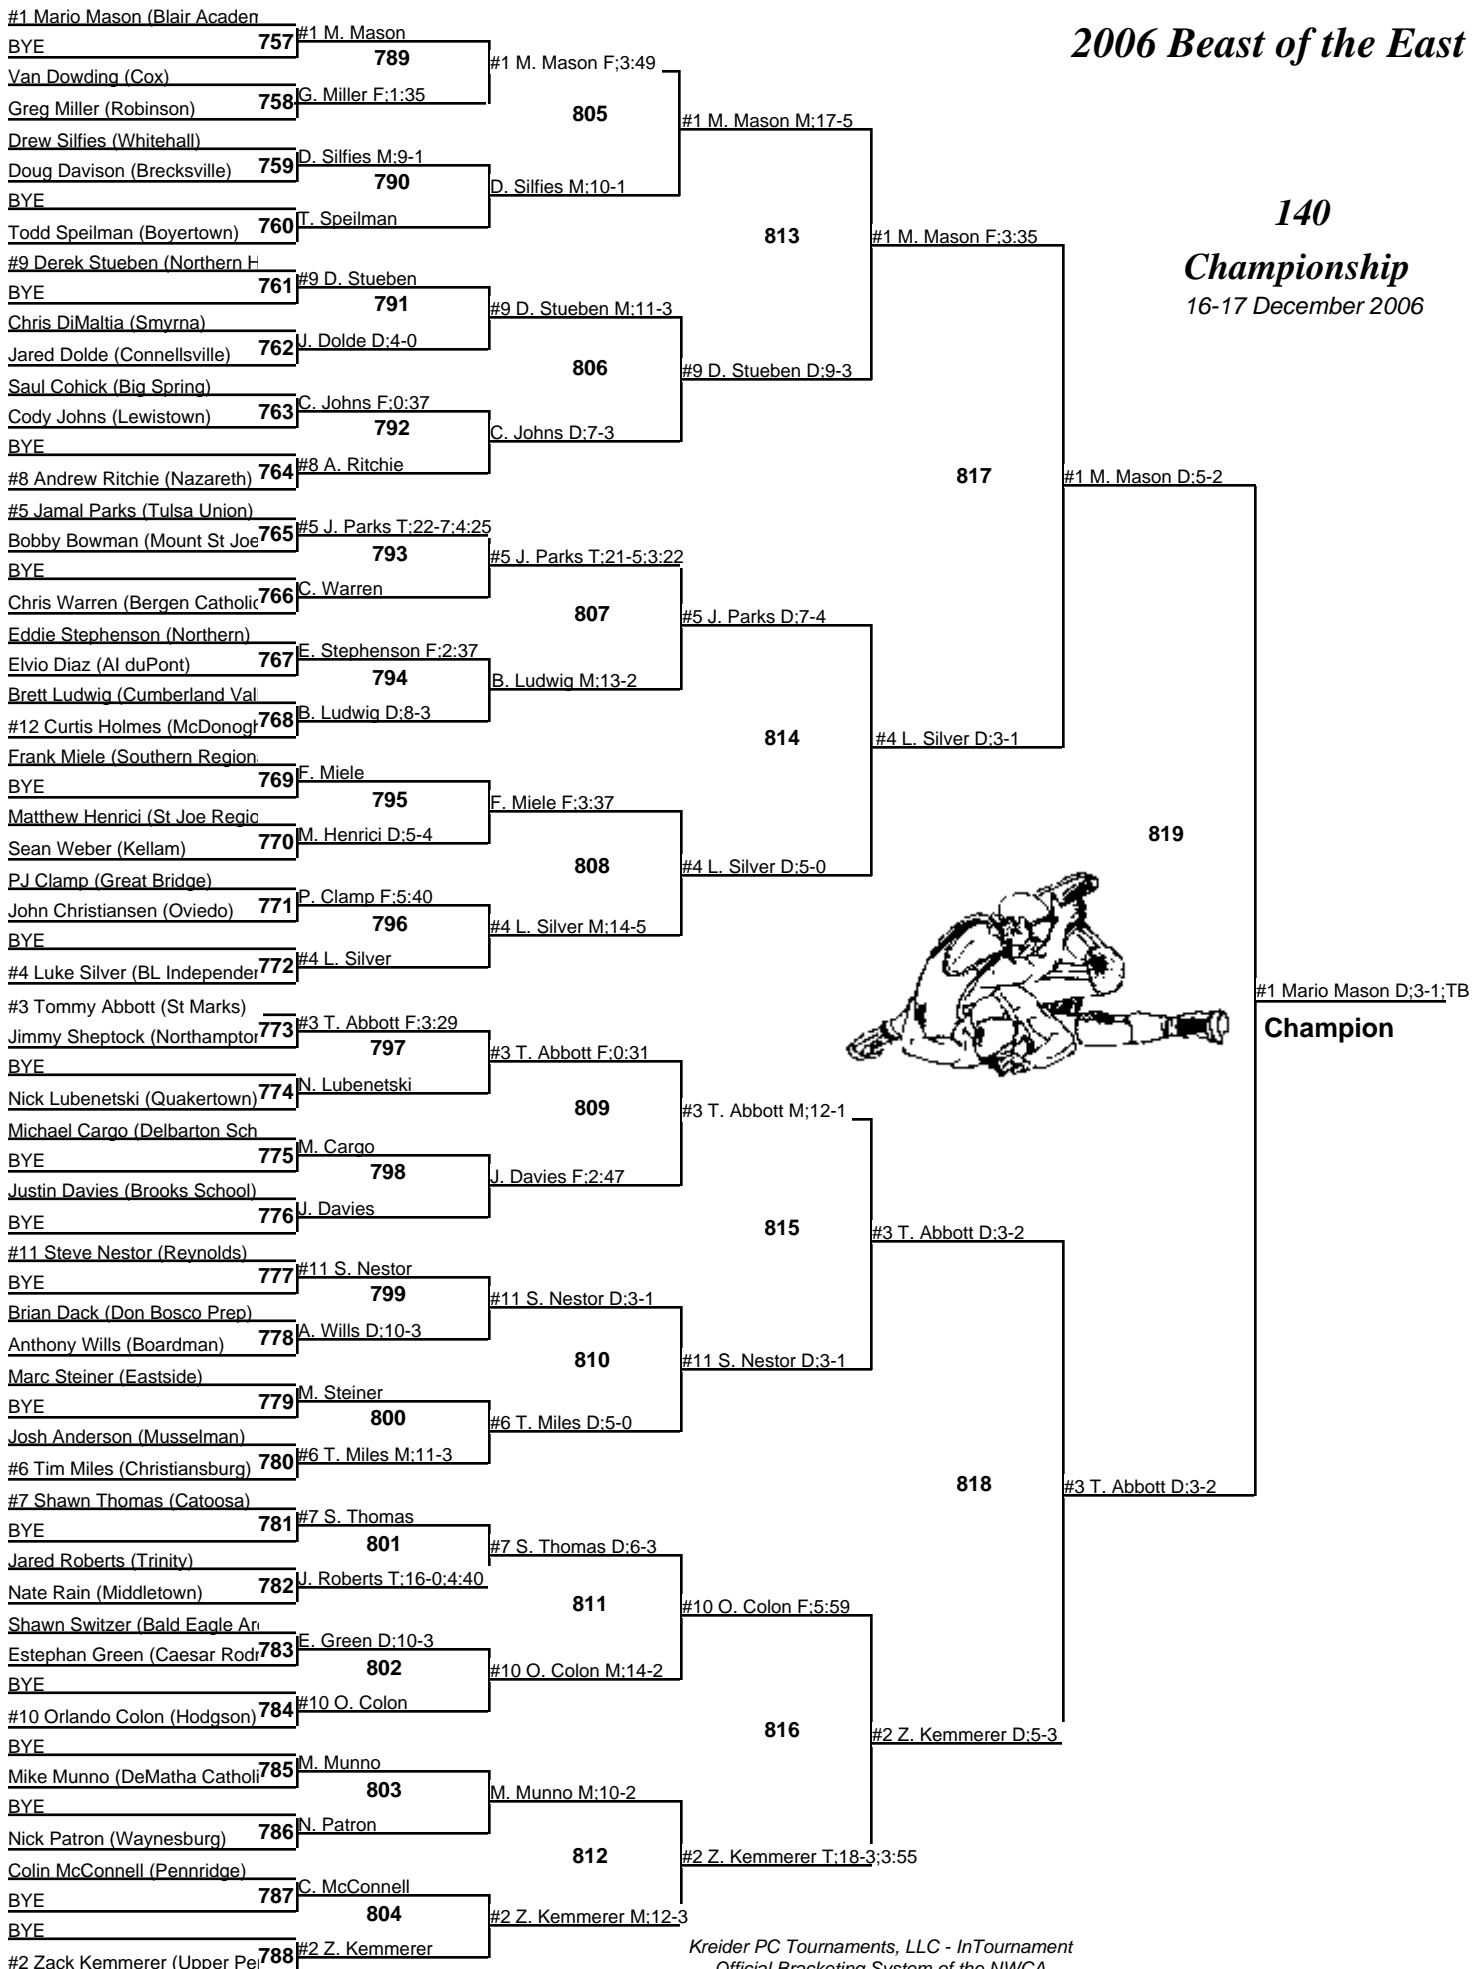 2006 Beast of the East
140
Championship
16-17 December 2006
#1 Mario Mason (Blair Academ
BYE
757
Van Dowding (Cox)
Greg Miller (Robinson)
758
Drew Silfies (Whitehall)
Doug Davison (Brecksville)
759
BYE
Todd Speilman (Boyertown)
760
#9 Derek Stueben (Northern H
BYE
761
Chris DiMaltia (Smyrna)
Jared Dolde (Connellsville)
762
Saul Cohick (Big Spring)
Cody Johns (Lewistown)
763
BYE
#8 Andrew Ritchie (Nazareth)
764
#5 Jamal Parks (Tulsa Union)
Bobby Bowman (Mount St Joe
765
BYE
Chris Warren (Bergen Catholic
766
Eddie Stephenson (Northern)
Elvio Diaz (AI duPont)
767
Brett Ludwig (Cumberland Val
#12 Curtis Holmes (McDonogh
768
Frank Miele (Southern Regiona
BYE
769
Matthew Henrici (St Joe Regio
Sean Weber (Kellam)
770
PJ Clamp (Great Bridge)
John Christiansen (Oviedo)
771
BYE
#4 Luke Silver (BL Independen
772
#3 Tommy Abbott (St Marks)
Jimmy Sheptock (Northampton
773
BYE
Nick Lubenetski (Quakertown)
774
Michael Cargo (Delbarton Sch
BYE
775
Justin Davies (Brooks School)
BYE
776
#11 Steve Nestor (Reynolds)
BYE
777
Brian Dack (Don Bosco Prep)
Anthony Wills (Boardman)
778
Marc Steiner (Eastside)
BYE
779
Josh Anderson (Musselman)
#6 Tim Miles (Christiansburg)
780
#7 Shawn Thomas (Catoosa)
BYE
781
Jared Roberts (Trinity)
Nate Rain (Middletown)
782
Shawn Switzer (Bald Eagle Are
Estephan Green (Caesar Rodn
783
BYE
#10 Orlando Colon (Hodgson)
784
BYE
Mike Munno (DeMatha Catholi
785
BYE
Nick Patron (Waynesburg)
786
Colin McConnell (Pennridge)
BYE
787
BYE
#2 Zack Kemmerer (Upper Pe
788
#1 M. Mason
789
G. Miller F;1:35
D. Silfies M;9-1
790
T. Speilman
#9 D. Stueben
791
J. Dolde D;4-0
C. Johns F;0:37
792
#8 A. Ritchie
#5 J. Parks T;22-7;4:25
793
C. Warren
E. Stephenson F;2:37
794
B. Ludwig D;8-3
F. Miele
795
M. Henrici D;5-4
P. Clamp F;5:40
796
#4 L. Silver
#3 T. Abbott F;3:29
797
N. Lubenetski
M. Cargo
798
J. Davies
#11 S. Nestor
799
A. Wills D;10-3
M. Steiner
800
#6 T. Miles M;11-3
#7 S. Thomas
801
J. Roberts T;16-0;4:40
E. Green D;10-3
802
#10 O. Colon
M. Munno
803
N. Patron
C. McConnell
804
#2 Z. Kemmerer
#1 M. Mason F;3:49
805
D. Silfies M;10-1
#9 D. Stueben M;11-3
806
C. Johns D;7-3
#5 J. Parks T;21-5;3:22
807
B. Ludwig M;13-2
F. Miele F;3:37
808
#4 L. Silver M;14-5
#3 T. Abbott F;0:31
809
J. Davies F;2:47
#11 S. Nestor D;3-1
810
#6 T. Miles D;5-0
#7 S. Thomas D;6-3
811
#10 O. Colon M;14-2
M. Munno M;10-2
812
#2 Z. Kemmerer M;12-3
#1 M. Mason M;17-5
813
#9 D. Stueben D;9-3
#5 J. Parks D;7-4
814
#4 L. Silver D;5-0
#3 T. Abbott M;12-1
815
#11 S. Nestor D;3-1
#10 O. Colon F;5:59
816
#2 Z. Kemmerer T;18-3;3:55
#1 M. Mason F;3:35
817
#4 L. Silver D;3-1
#3 T. Abbott D;3-2
818
#2 Z. Kemmerer D;5-3
#1 M. Mason D;5-2
819
#3 T. Abbott D;3-2
#1 Mario Mason D;3-1;TB
Champion
Kreider PC Tournaments, LLC - InTournament
Official Bracketing System of the NWCA